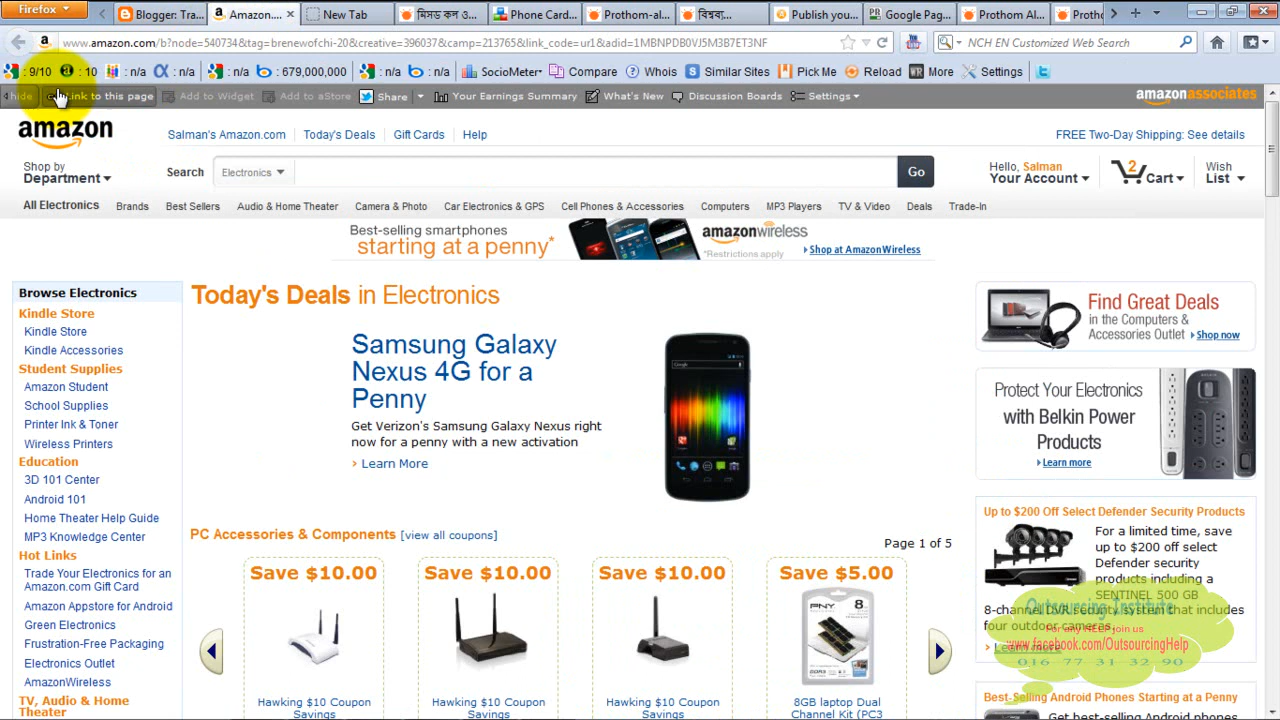 Firefox
Blogger: Tra...
Amazon....
New Tab
মিসড কল ও...
Phone Card...
Prothom-al...
বিশ্বব্য...
Publish you...
Google Pag...
Prothom Al...
Proth
www.amazon.com/b?node=540734&tag=brenewofchi-20&creative=396037&camp=213765&link_code=ur1&adid=1MBNPDB0VJ5M3B7ET3NF
NCH EN Customized Web Search
: 9/10
: 10
: n/a
: n/a
: n/a
: 679,000,000
: n/a
: n/a
SocioMeter
Compare
Whois
Similar Sites
Pick Me
Reload
More
Settings
hide
Link to this page
Add to Widget
Add to aStore
Share
Your Earnings Summary
What's New
Discussion Boards
Settings
amazonassociates
amazon
Salman's Amazon.com
Today's Deals
Gift Cards
Help
FREE Two-Day Shipping: See details
Shop by
Department
Search
Electronics
Go
Hello, Salman
Your Account
2
Cart
Wish
List
All Electronics
Brands
Best Sellers
Audio & Home Theater
Camera & Photo
Car Electronics & GPS
Cell Phones & Accessories
Computers
MP3 Players
TV & Video
Deals
Trade-In
Best-selling smartphones
starting at a penny*
amazonwireless
*Restrictions apply
Shop at AmazonWireless
Browse Electronics
Kindle Store
Kindle Store
Kindle Accessories
Student Supplies
Amazon Student
School Supplies
Printer Ink & Toner
Wireless Printers
Education
3D 101 Center
Android 101
Home Theater Help Guide
MP3 Knowledge Center
Hot Links
Trade Your Electronics for an
Amazon.com Gift Card
Amazon Appstore for Android
Green Electronics
Frustration-Free Packaging
Electronics Outlet
AmazonWireless
TV, Audio & Home
Theater
Today's Deals in Electronics
Samsung Galaxy
Nexus 4G for a
Penny
Get Verizon's Samsung Galaxy Nexus right
now for a penny with a new activation
› Learn More
PC Accessories & Components [view all coupons]
Page 1 of 5
Save $10.00
Save $10.00
Save $10.00
Save $5.00
PNY
8
Hawking $10 Coupon
Savings
Hawking $10 Coupon
Savings
Hawking $10 Coupon
Savings
8GB laptop Dual
Channel Kit (PC3
Find Great Deals
in the Computers &
Accessories Outlet
Shop now
Protect Your Electronics
with Belkin Power
Products
Learn more
Up to $200 Off Select Defender Security Products
For a limited time, save
up to $200 off select
Defender security
products including a
SENTINEL 500 GB
8-channel DVR security system that includes
four outdoor cameras.
› Learn more
Outsourcing Institute
For any HELP join us
www.facebook.com/OutsourcingHelp
016 77 31 32 90
Best-Selling Android Phones Starting at a Penny
Get best-selling Android phones